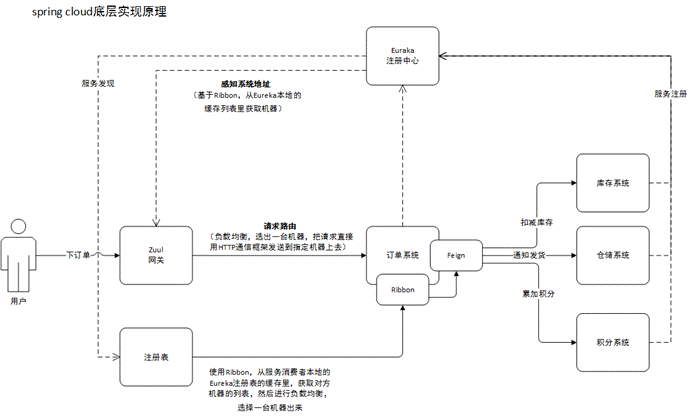 spring cloud底层实现原理
Euraka
注册中心
服务发现
感知系统地址
（基于Ribbon，从Eureka本地的
缓存列表里获取机器）
服务注册
库存系统
扣减库存
请求路由
（负载均衡，选出一台机器，把请求直接
用HTTP通信框架发送到指定机器上去）
下订单
Zuul
网关
订单系统
Feign
通知发货
仓储系统
Ribbon
累加积分
用户
积分系统
注册表
使用Ribbon，从服务消费者本地的
Eureka注册表的缓存里，获取对方
机器的列表，然后进行负载均衡，
选择一台机器出来